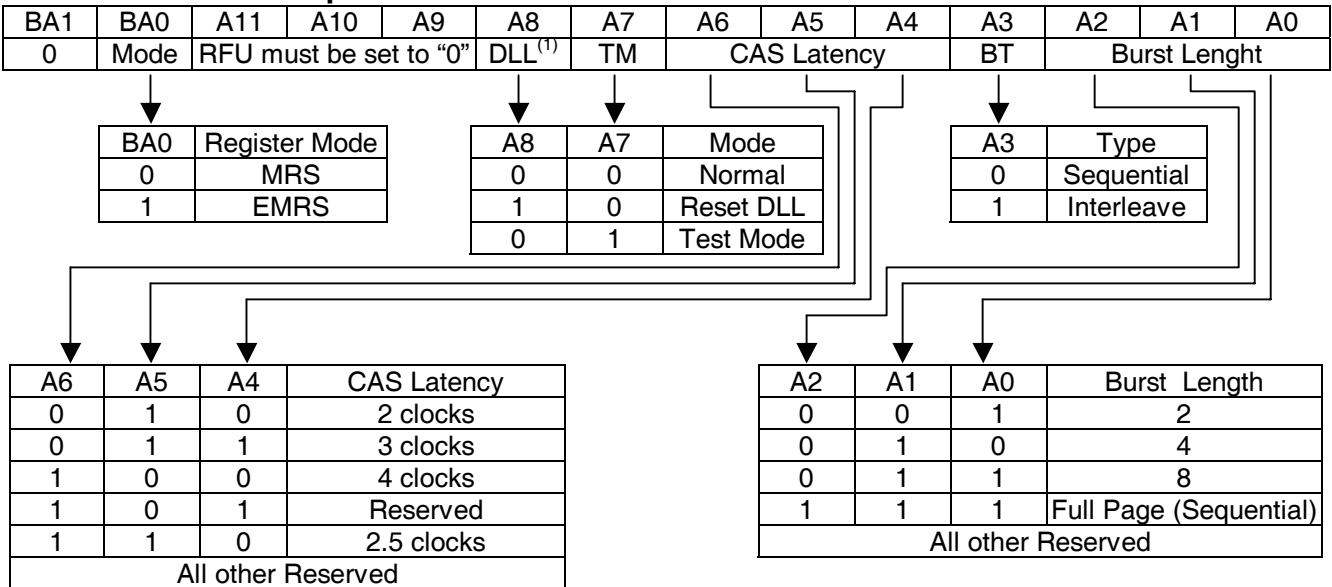 BA1 BA0 A11 A10 A9 A8 A7 A6 A5 A4 A3 A2 A1 A0
0 Mode RFU must be set to “0” DLL(1) TM CAS Latency BT Burst Lenght
BA0 Register Mode
0 MRS
1 EMRS
A8 A7 Mode
0 0 Normal
1 0 Reset DLL
0 1 Test Mode
A3 Type
0 Sequential
1 Interleave
A6 A5 A4 CAS Latency
0 1 0 2 clocks
0 1 1 3 clocks
1 0 0 4 clocks
1 0 1 Reserved
1 1 0 2.5 clocks
All other Reserved
A2 A1 A0 Burst Length
0 0 1 2
0 1 0 4
0 1 1 8
1 1 1 Full Page (Sequential)
All other Reserved